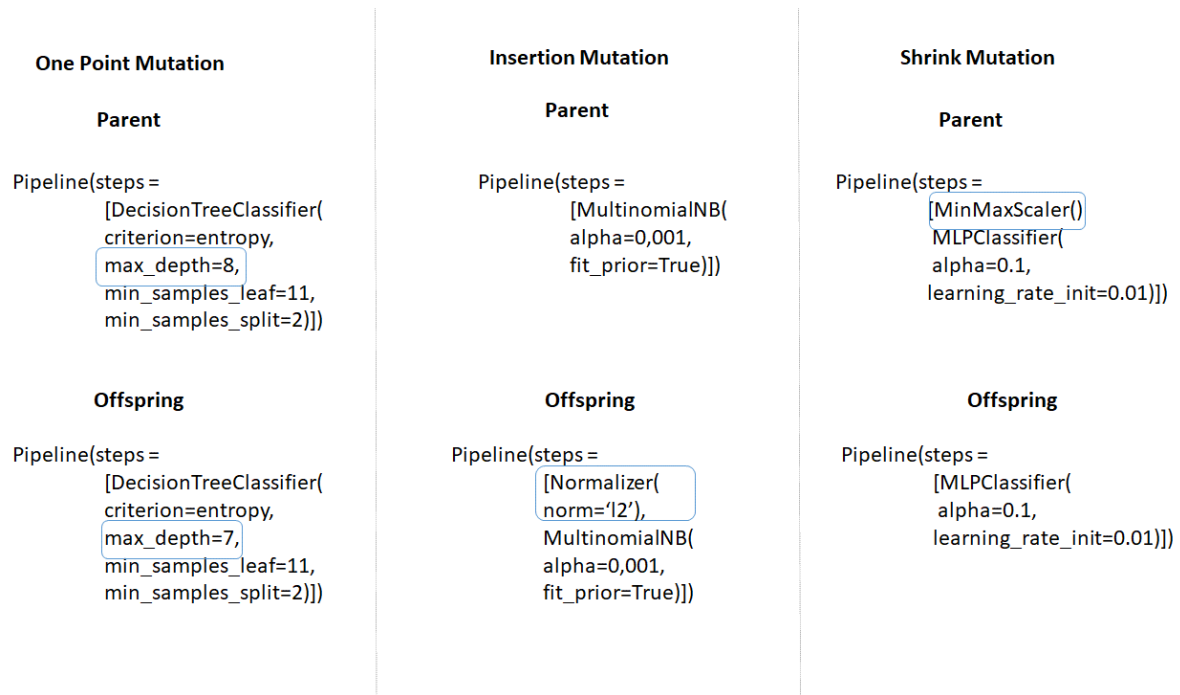 One Point Mutation
Parent
Pipeline(steps =
[DecisionTreeClassifier(
criterion=entropy,
max_depth=8,
min_samples_leaf=11,
min_samples_split=2)])
Offspring
Pipeline(steps =
[DecisionTreeClassifier(
criterion=entropy,
max_depth=7,
min_samples_leaf=11,
min_samples_split=2)])
Insertion Mutation
Parent
Pipeline(steps =
[MultinomialNB(
alpha=0,001,
fit_prior=True)])
Offspring
Pipeline(steps =
[Normalizer(
norm=‘l2’),
MultinomialNB(
alpha=0,001,
fit_prior=True)])
Shrink Mutation
Parent
Pipeline(steps =
[MinMaxScaler()
MLPClassifier(
alpha=0.1,
learning_rate_init=0.01)])
Offspring
Pipeline(steps =
[MLPClassifier(
alpha=0.1,
learning_rate_init=0.01)])